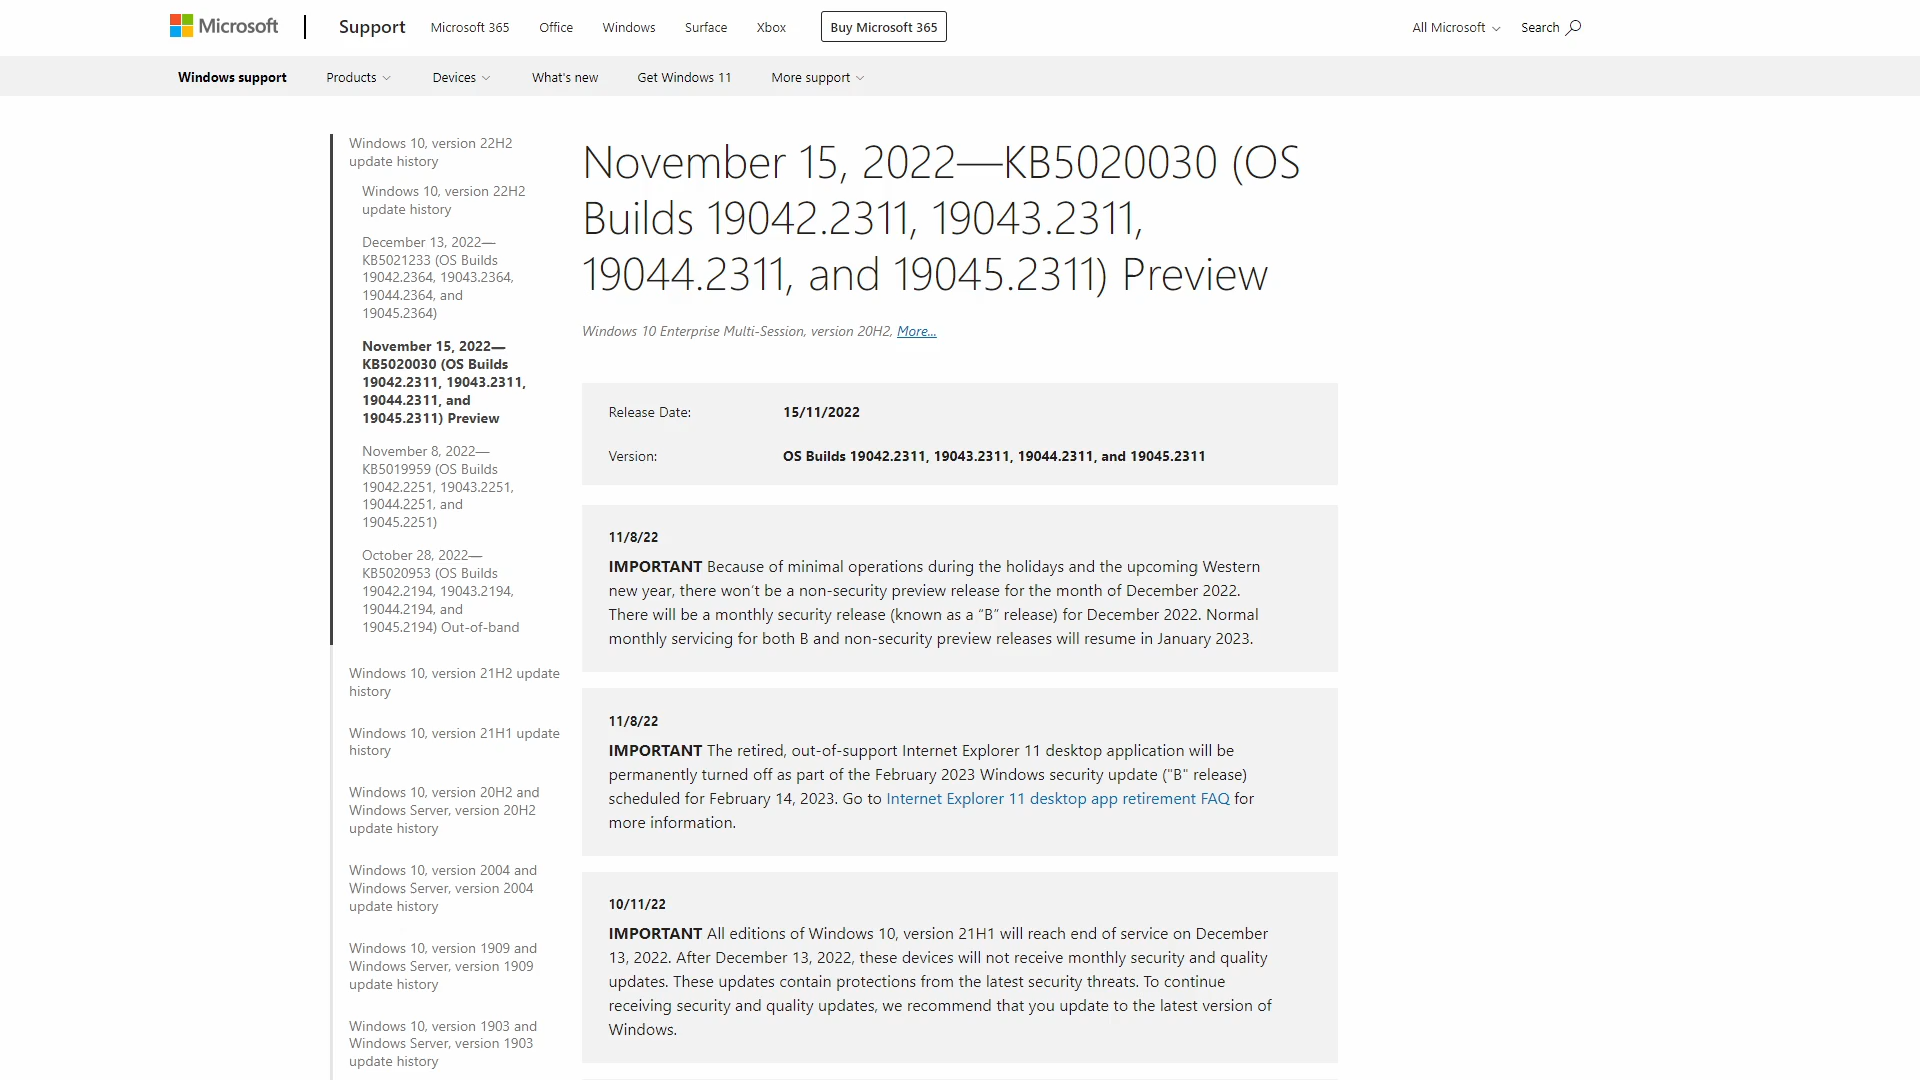 Microsoft
Support
Microsoft 365
Office
Windows
Surface
Xbox
Buy Microsoft 365
All Microsoft
Search
Windows support
Products
Devices
What's new
Get Windows 11
More support
Windows 10, version 22H2
update history
Windows 10, version 22H2
update history
December 13, 2022—
KB5021233 (OS Builds
19042.2364, 19043.2364,
19044.2364, and
19045.2364)
November 15, 2022—
KB5020030 (OS Builds
19042.2311, 19043.2311,
19044.2311, and
19045.2311) Preview
November 8, 2022—
KB5019959 (OS Builds
19042.2251, 19043.2251,
19044.2251, and
19045.2251)
October 28, 2022—
KB5020953 (OS Builds
19042.2194, 19043.2194,
19044.2194, and
19045.2194) Out-of-band
Windows 10, version 21H2 update
history
Windows 10, version 21H1 update
history
Windows 10, version 20H2 and
Windows Server, version 20H2
update history
Windows 10, version 2004 and
Windows Server, version 2004
update history
Windows 10, version 1909 and
Windows Server, version 1909
update history
Windows 10, version 1903 and
Windows Server, version 1903
update history
November 15, 2022—KB5020030 (OS
Builds 19042.2311, 19043.2311,
19044.2311, and 19045.2311) Preview
Windows 10 Enterprise Multi-Session, version 20H2, More...
Release Date:
15/11/2022
Version:
OS Builds 19042.2311, 19043.2311, 19044.2311, and 19045.2311
11/8/22
IMPORTANT Because of minimal operations during the holidays and the upcoming Western
new year, there won’t be a non-security preview release for the month of December 2022.
There will be a monthly security release (known as a “B” release) for December 2022. Normal
monthly servicing for both B and non-security preview releases will resume in January 2023.
11/8/22
IMPORTANT The retired, out-of-support Internet Explorer 11 desktop application will be
permanently turned off as part of the February 2023 Windows security update ("B" release)
scheduled for February 14, 2023. Go to Internet Explorer 11 desktop app retirement FAQ for
more information.
10/11/22
IMPORTANT All editions of Windows 10, version 21H1 will reach end of service on December
13, 2022. After December 13, 2022, these devices will not receive monthly security and quality
updates. These updates contain protections from the latest security threats. To continue
receiving security and quality updates, we recommend that you update to the latest version of
Windows.